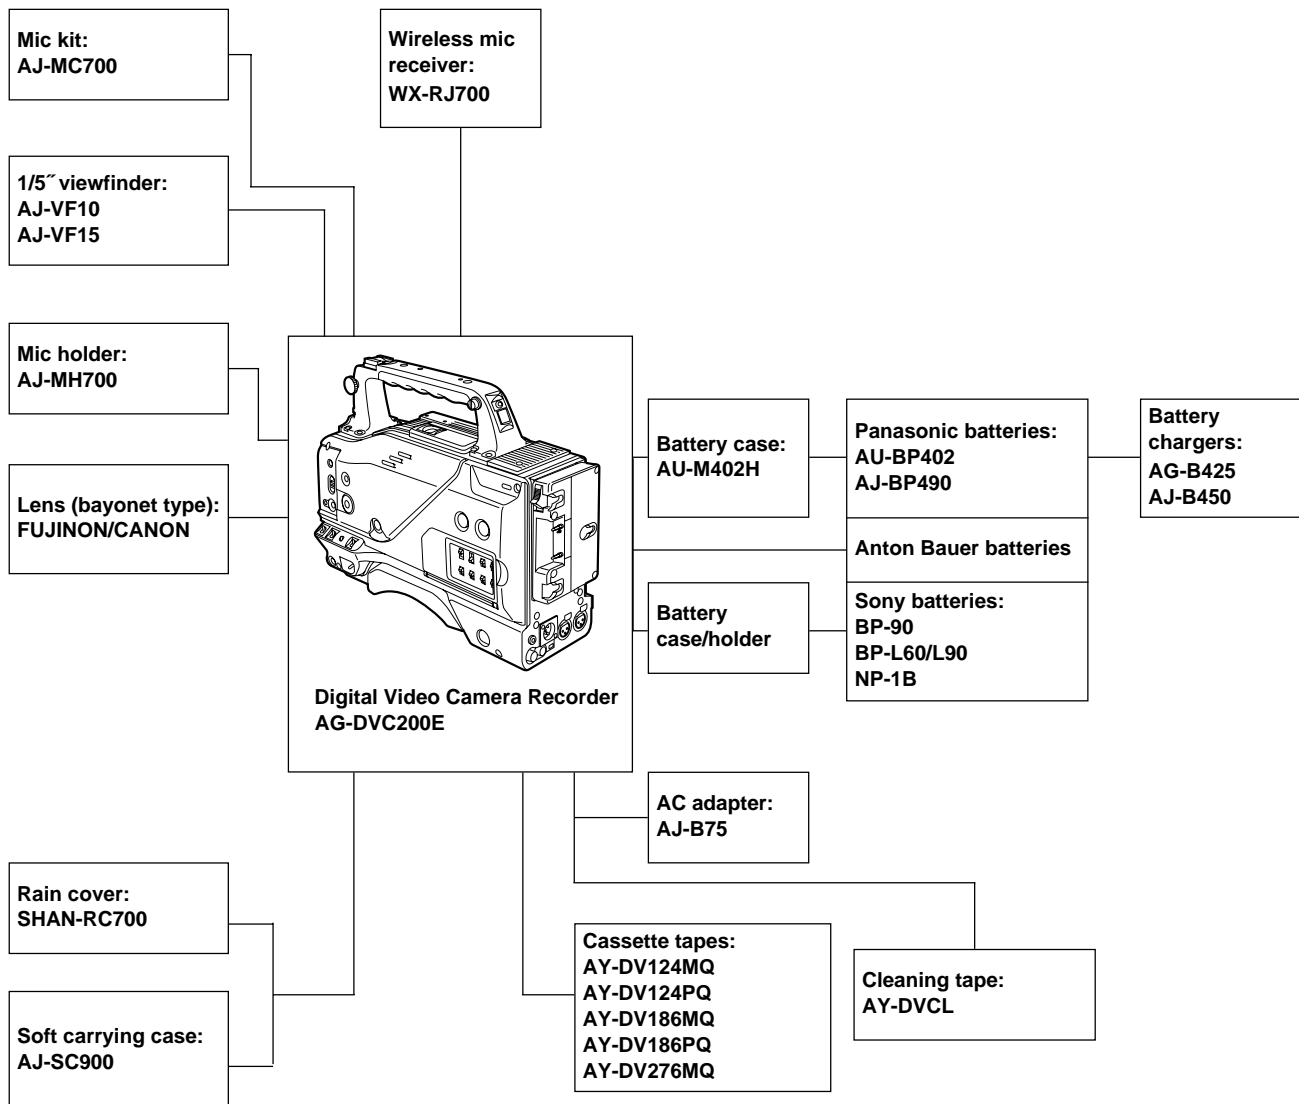 Mic kit:
AJ-MC700
Wireless mic
receiver:
WX-RJ700
1/5˝ viewfinder:
AJ-VF10
AJ-VF15
Mic holder:
AJ-MH700
Lens (bayonet type):
FUJINON/CANON
Digital Video Camera Recorder
AG-DVC200E
Battery case:
AU-M402H
Panasonic batteries:
AU-BP402
AJ-BP490
Battery
chargers:
AG-B425
AJ-B450
Anton Bauer batteries
Battery
case/holder
Sony batteries:
BP-90
BP-L60/L90
NP-1B
AC adapter:
AJ-B75
Rain cover:
SHAN-RC700
Soft carrying case:
AJ-SC900
Cassette tapes:
AY-DV124MQ
AY-DV124PQ
AY-DV186MQ
AY-DV186PQ
AY-DV276MQ
Cleaning tape:
AY-DVCL